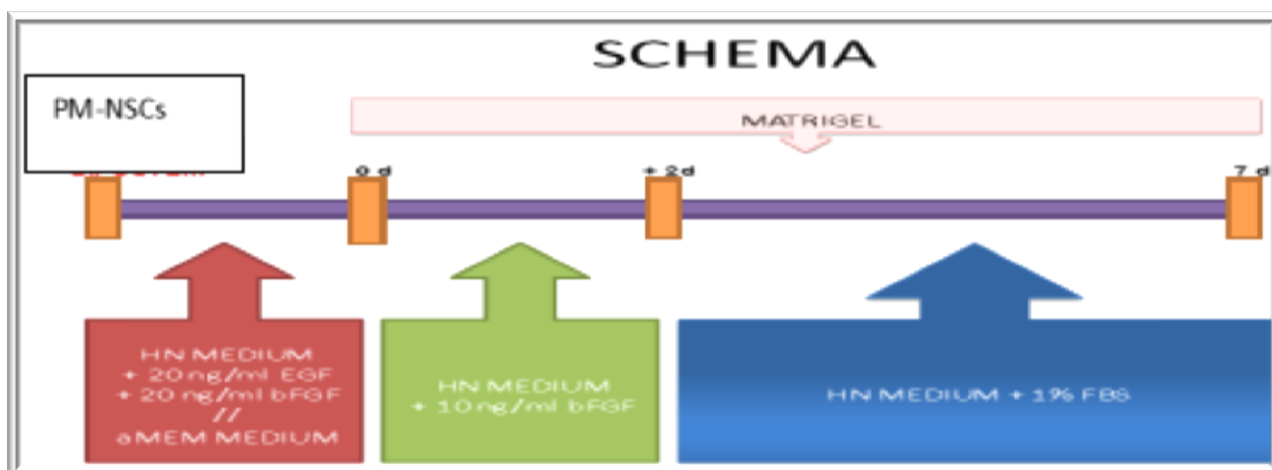 SCHEMA
PM-NSCs
MATRIGEL
0 d
+ 2d
7 d
HN MEDIUM
+ 20 ng/ml EGF
+ 20 ng/ml bFGF
//
aMEM MEDIUM
HN MEDIUM
+ 10 ng/ml bFGF
HN MEDIUM + 1% FBS